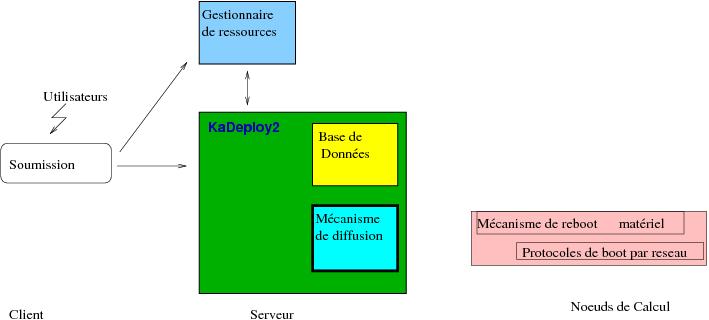 Gestionnaire
de ressources
Utilisateurs
Soumission
KaDeploy2
Base de
Données
Mécanisme
de diffusion
Mécanisme de reboot matériel
Protocoles de boot par reseau
Client
Serveur
Noeuds de Calcul